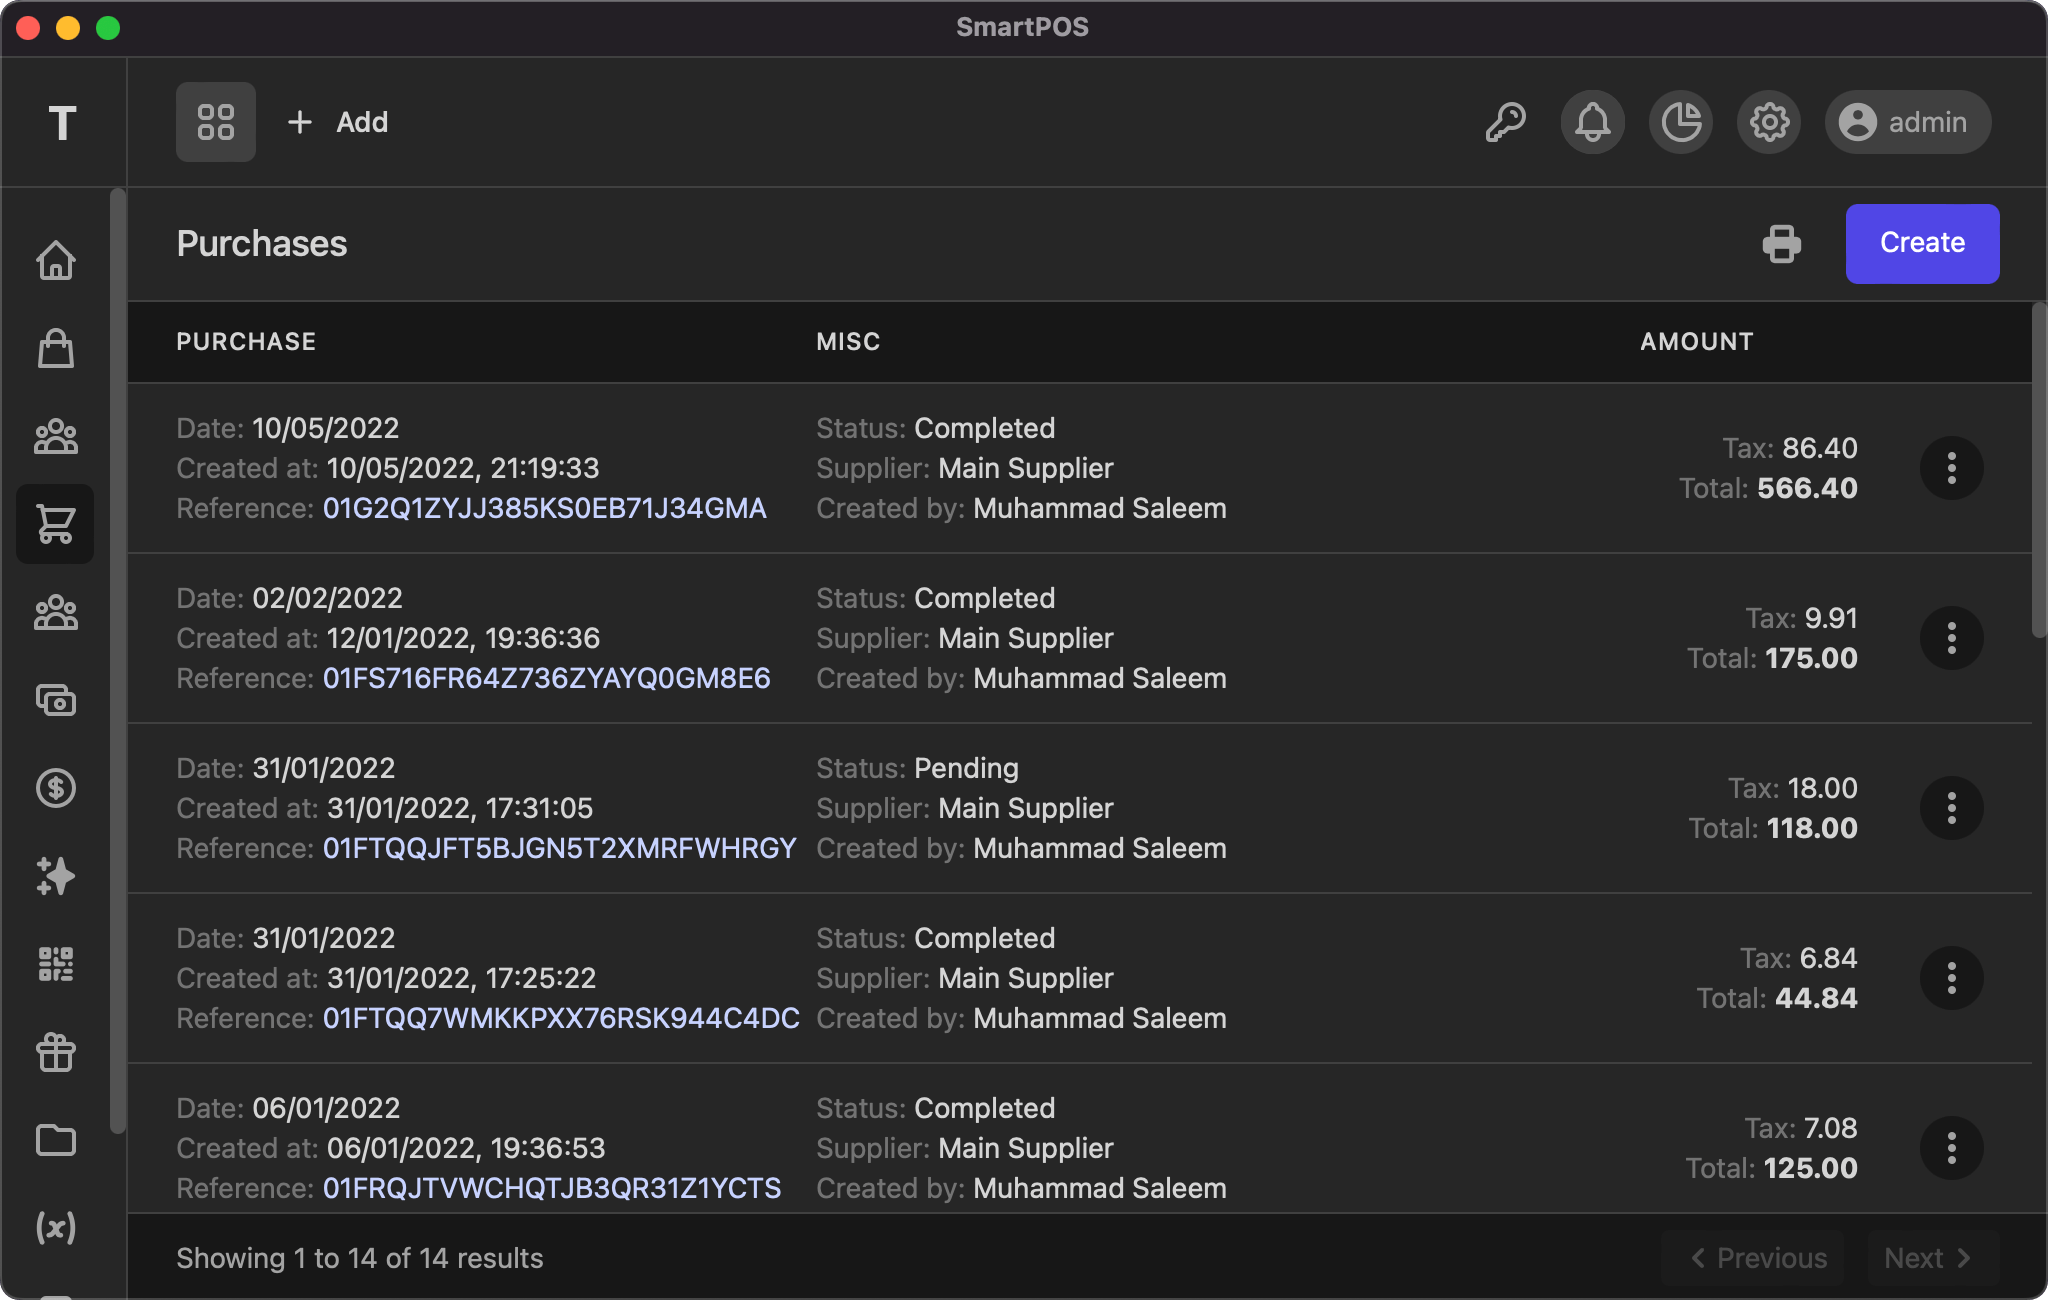 SmartPOS
T
+ Add
admin
Purchases
Create
PURCHASE MISC AMOUNT
Date: 10/05/2022
Created at: 10/05/2022, 21:19:33
Reference: 01G2Q1ZYJJ385KS0EB71J34GMA
Status: Completed
Supplier: Main Supplier
Created by: Muhammad Saleem
Tax: 86.40
Total: 566.40
Date: 02/02/2022
Created at: 12/01/2022, 19:36:36
Reference: 01FS716FR64Z736ZYAYQ0GM8E6
Status: Completed
Supplier: Main Supplier
Created by: Muhammad Saleem
Tax: 9.91
Total: 175.00
Date: 31/01/2022
Created at: 31/01/2022, 17:31:05
Reference: 01FTQQJFT5BJGN5T2XMRFWHRGY
Status: Pending
Supplier: Main Supplier
Created by: Muhammad Saleem
Tax: 18.00
Total: 118.00
Date: 31/01/2022
Created at: 31/01/2022, 17:25:22
Reference: 01FTQQ7WMKKPXX76RSK944C4DC
Status: Completed
Supplier: Main Supplier
Created by: Muhammad Saleem
Tax: 6.84
Total: 44.84
Date: 06/01/2022
Created at: 06/01/2022, 19:36:53
Reference: 01FRQJTVWCHQTJB3QR31Z1YCTS
Status: Completed
Supplier: Main Supplier
Created by: Muhammad Saleem
Tax: 7.08
Total: 125.00
(x)
Showing 1 to 14 of 14 results
Previous
Next